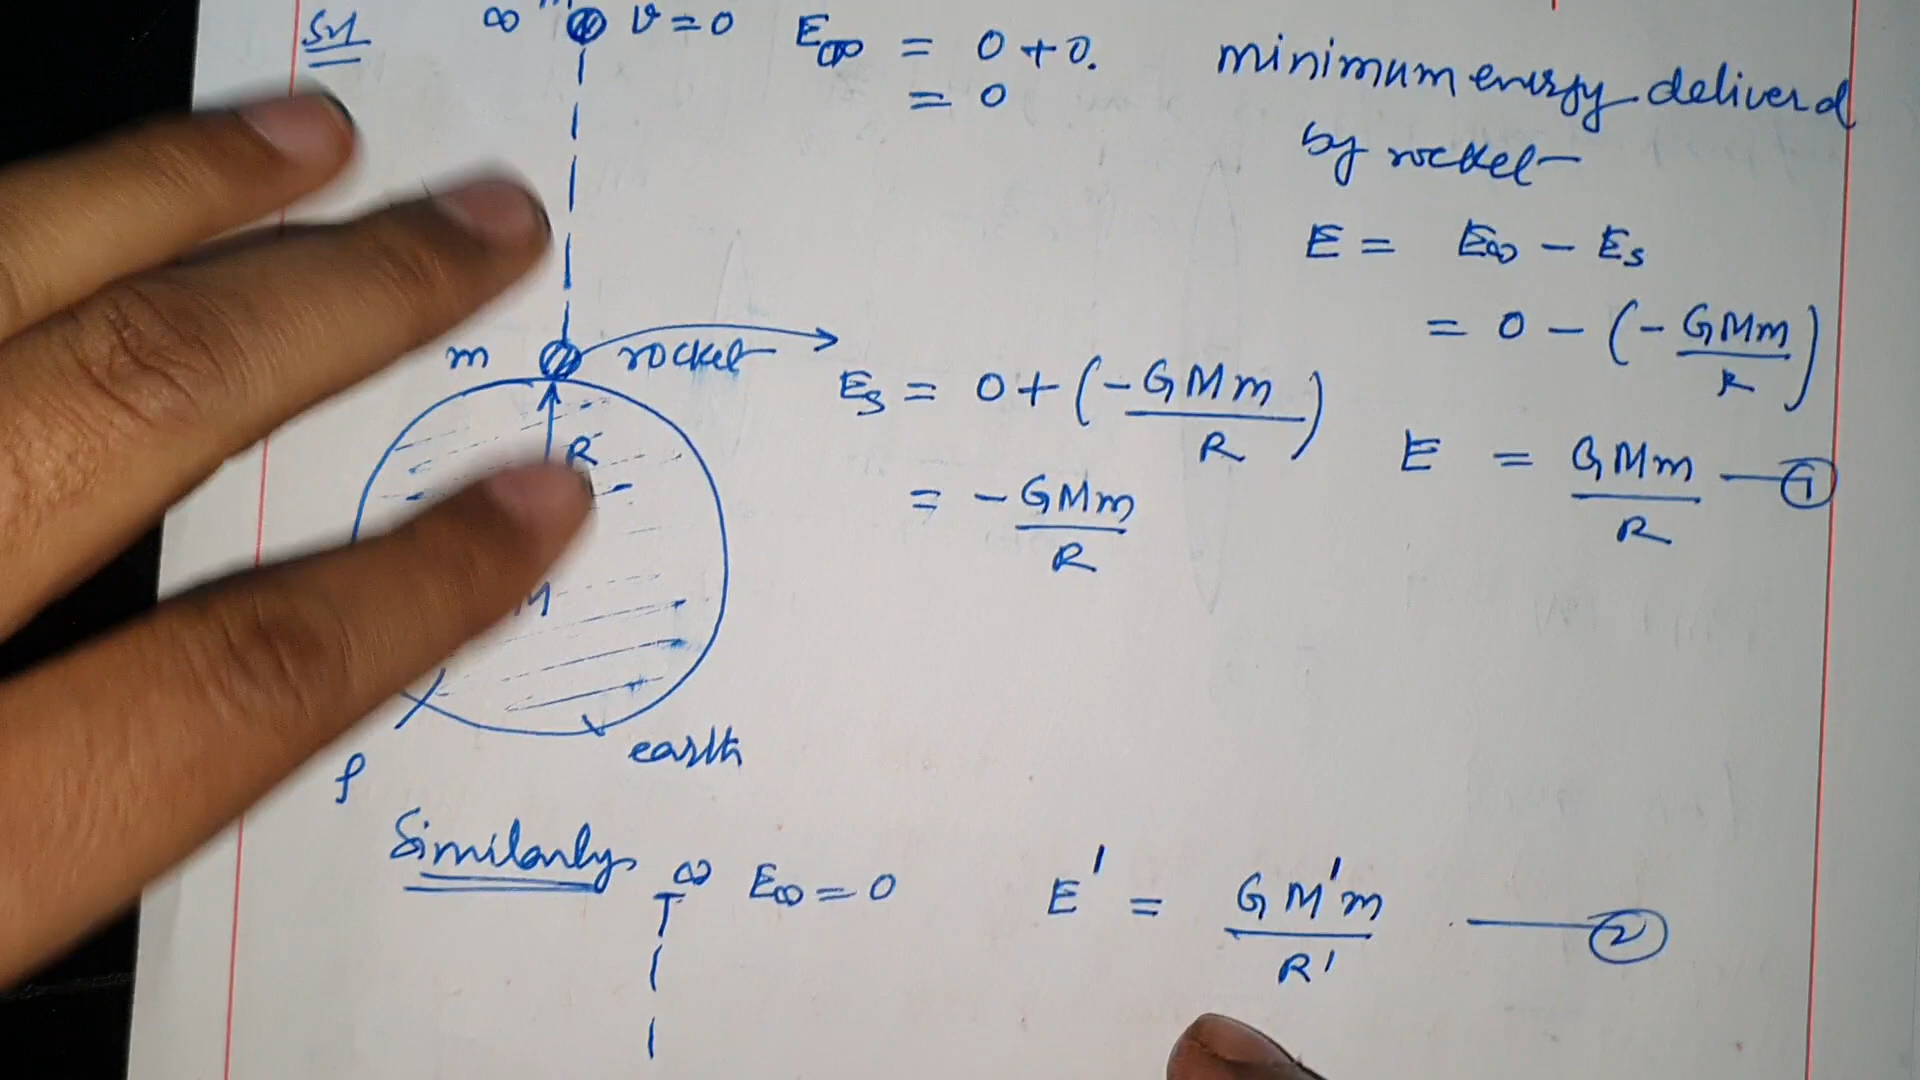 Sol
∞ m v = 0 E∞ = 0 + 0.
= 0
minimum energy deliverd
by rocket
E = E∞ - Es
= 0 - (-GMm/R)
m rocket
Es = 0 + (-GMm/R)
= -GMm/R
E = GMm/R — ①
R
M
ρ earth
Similarly
∞ E∞ = 0 E' = GM'm/R' — ②